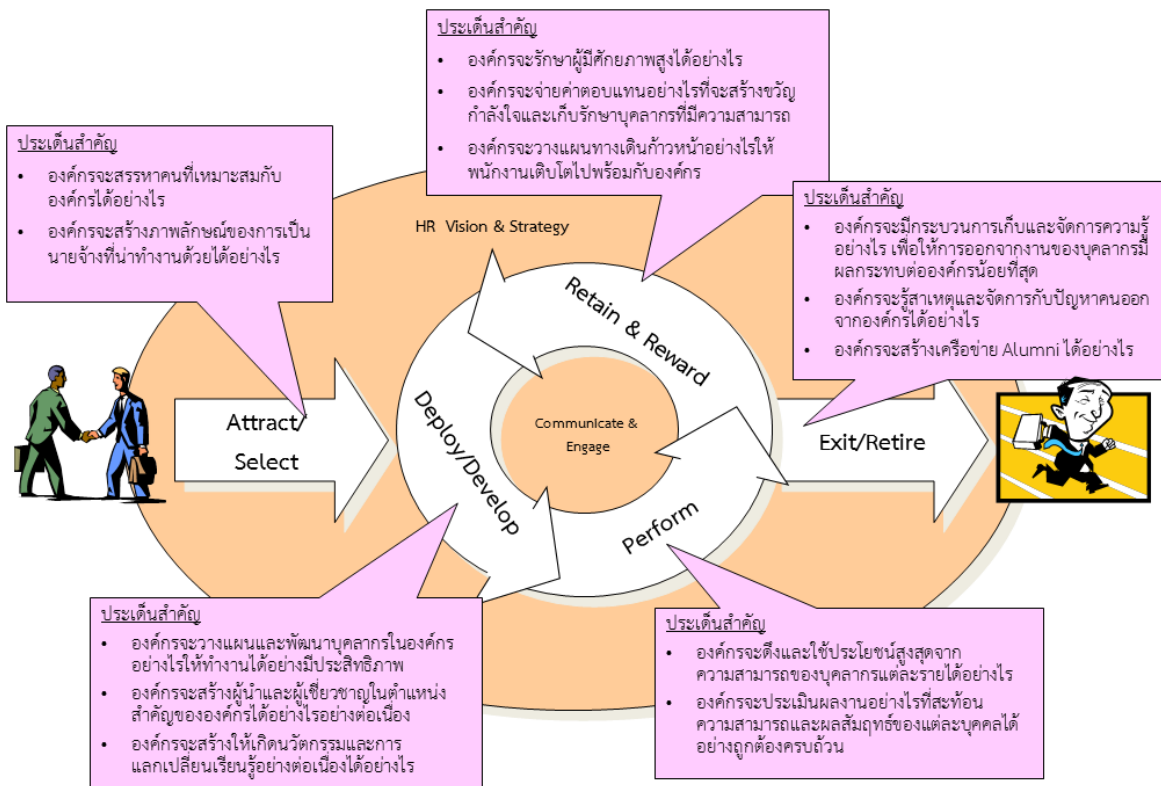 ประเด็นสำคัญ
• องค์กรจะรักษาผู้มีศักยภาพสูงได้อย่างไร
• องค์กรจะจ่ายค่าตอบแทนอย่างไรที่จะสร้างขวัญ
กำลังใจและเก็บรักษาบุคลากรที่มีความสามารถ
• องค์กรจะวางแผนทางเดินก้าวหน้าอย่างไรให้
พนักงานเติบโตไปพร้อมกับองค์กร
ประเด็นสำคัญ
• องค์กรจะสรรหาคนที่เหมาะสมกับ
องค์กรได้อย่างไร
• องค์กรจะสร้างภาพลักษณ์ของการเป็น
นายจ้างที่น่าทำงานด้วยได้อย่างไร
ประเด็นสำคัญ
• องค์กรจะมีกระบวนการเก็บและจัดการความรู้
อย่างไร เพื่อให้การออกจากงานของบุคลากรมี
ผลกระทบต่อองค์กรน้อยที่สุด
• องค์กรจะรู้สาเหตุและจัดการกับปัญหาคนออก
จากองค์กรได้อย่างไร
• องค์กรจะสร้างเครือข่าย Alumni ได้อย่างไร
HR Vision & Strategy
Retain & Reward
Attract/
Select
Deploy/Develop
Communicate &
Engage
Exit/Retire
Perform
ประเด็นสำคัญ
• องค์กรจะวางแผนและพัฒนาบุคลากรในองค์กร
อย่างไรให้ทำงานได้อย่างมีประสิทธิภาพ
• องค์กรจะสร้างผู้นำและผู้เชี่ยวชาญในตำแหน่ง
สำคัญขององค์กรได้อย่างไรอย่างต่อเนื่อง
• องค์กรจะสร้างให้เกิดนวัตกรรมและการ
แลกเปลี่ยนเรียนรู้อย่างต่อเนื่องได้อย่างไร
ประเด็นสำคัญ
• องค์กรจะดึงและใช้ประโยชน์สูงสุดจาก
ความสามารถของบุคลากรแต่ละรายได้อย่างไร
• องค์กรจะประเมินผลงานอย่างไรที่สะท้อน
ความสามารถและผลสัมฤทธ์ของแต่ละบุคคลได้
อย่างถูกต้องครบถ้วน